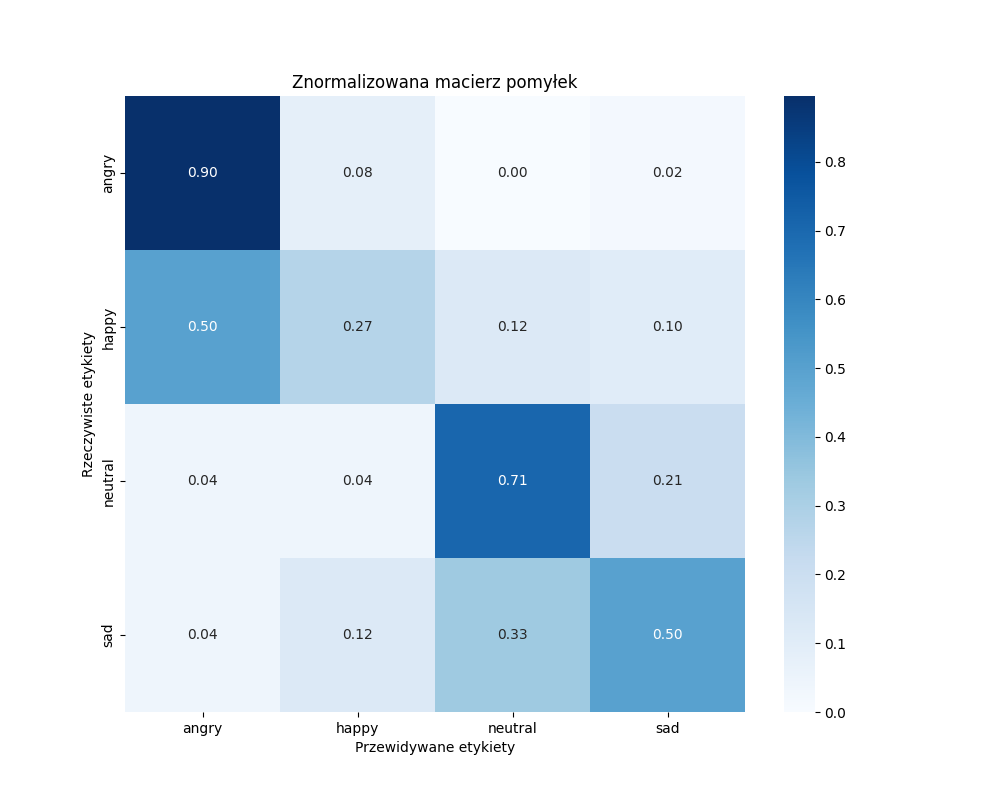 Znormalizowana macierz pomyłek
angry 0.90 0.08 0.00 0.02
happy 0.50 0.27 0.12 0.10
neutral 0.04 0.04 0.71 0.21
sad 0.04 0.12 0.33 0.50
Rzeczywiste etykiety
angry happy neutral sad
Przewidywane etykiety
0.8
0.7
0.6
0.5
0.4
0.3
0.2
0.1
0.0